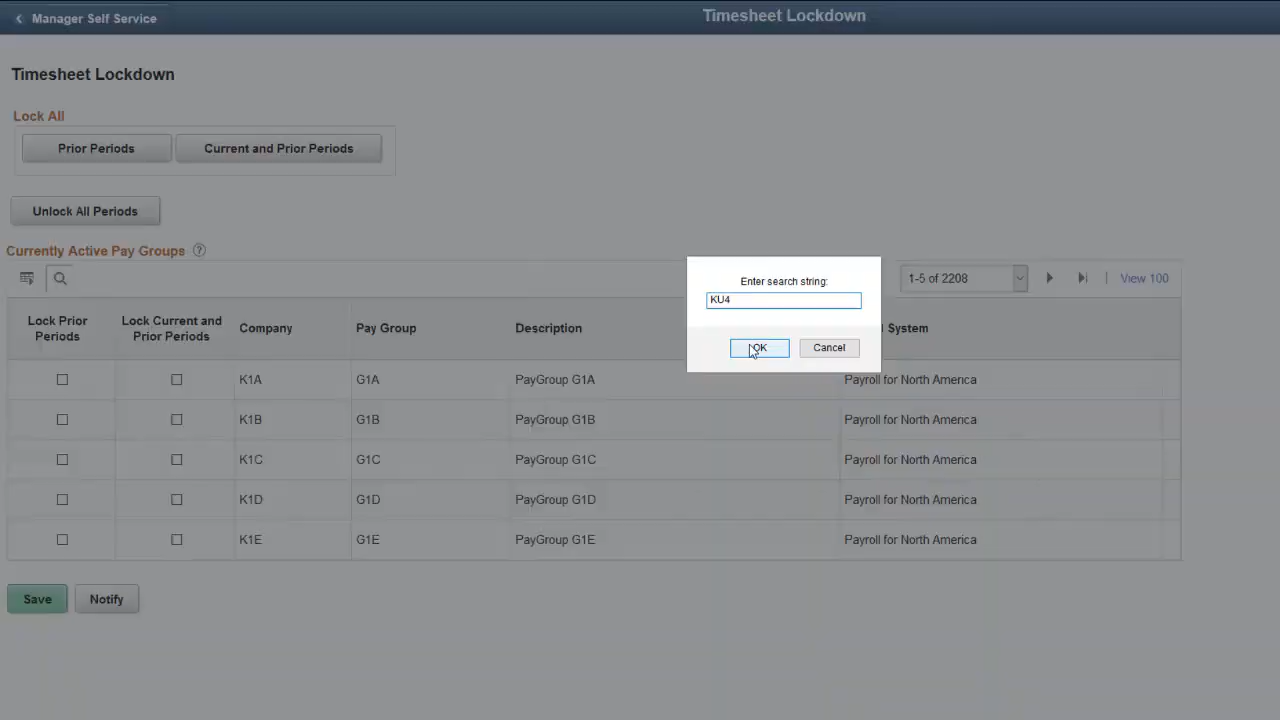 Manager Self Service
Timesheet Lockdown
Timesheet Lockdown
Lock All
Prior Periods
Current and Prior Periods
Unlock All Periods
Currently Active Pay Groups
1-5 of 2208
View 100
Enter search string:
KU4
OK
Cancel
Lock Prior Periods
Lock Current and Prior Periods
Company
Pay Group
Description
System
K1A G1A PayGroup G1A Payroll for North America
K1B G1B PayGroup G1B Payroll for North America
K1C G1C PayGroup G1C Payroll for North America
K1D G1D PayGroup G1D Payroll for North America
K1E G1E PayGroup G1E Payroll for North America
Save
Notify